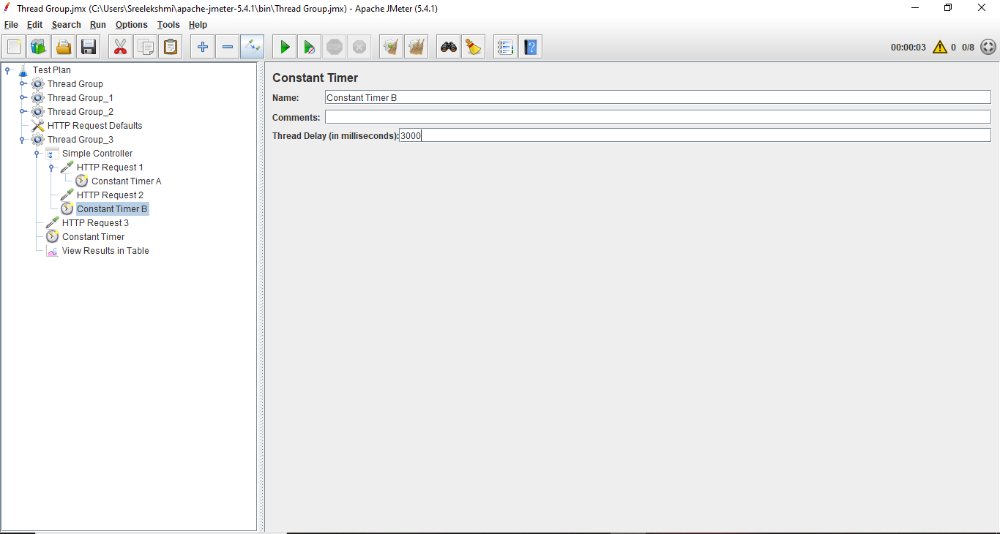 Thread Group.jmx (C:\Users\Sreelekshmi\apache-jmeter-5.4.1\bin\Thread Group.jmx) - Apache JMeter (5.4.1)
File Edit Search Run Options Tools Help
STOP
00:00:03 0 0/8
Test Plan
Thread Group
Thread Group_1
Thread Group_2
HTTP Request Defaults
Thread Group_3
Simple Controller
HTTP Request 1
Constant Timer A
HTTP Request 2
Constant Timer B
HTTP Request 3
Constant Timer
View Results in Table
Constant Timer
Name: Constant Timer B
Comments:
Thread Delay (in milliseconds): 3000